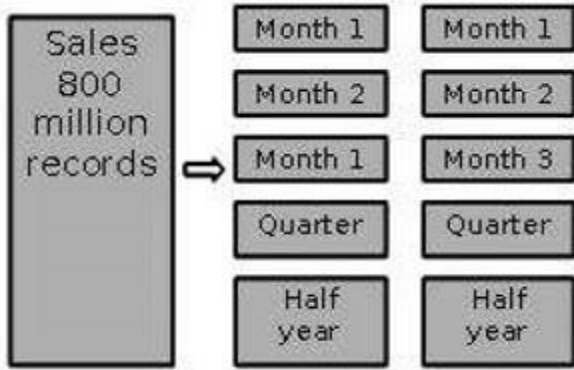 Sales
800
million
records
Month 1
Month 2
Month 1
Quarter
Half
year
Month 1
Month 2
Month 3
Quarter
Half
year